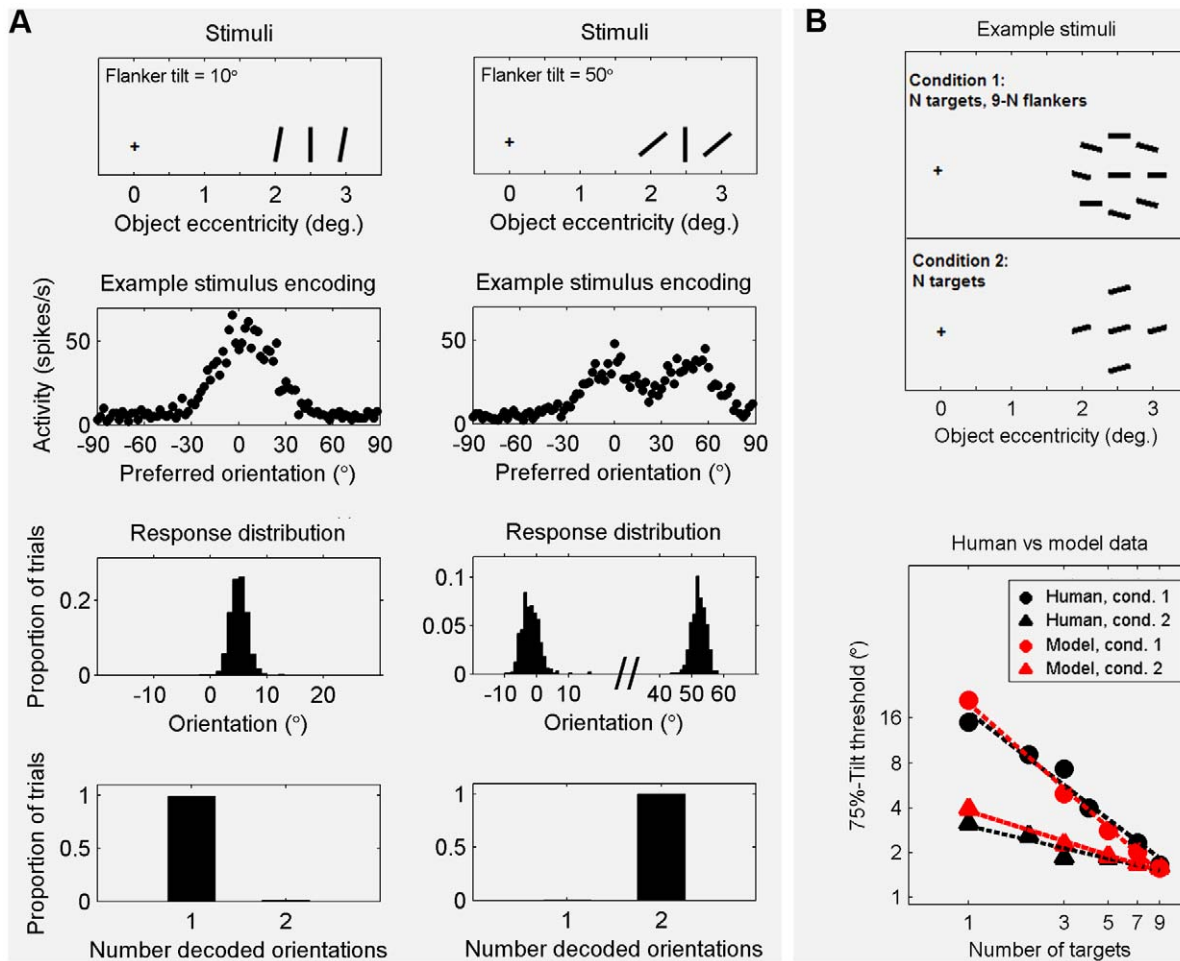 A
Stimuli
Flanker tilt = 10°
+
0 1 2 3
Object eccentricity (deg.)
Stimuli
Flanker tilt = 50°
+
0 1 2 3
Object eccentricity (deg.)
Example stimulus encoding
Activity (spikes/s)
50
0
-90 -60 -30 0 30 60 90
Preferred orientation (°)
Example stimulus encoding
50
0
-90 -60 -30 0 30 60 90
Preferred orientation (°)
Response distribution
Proportion of trials
0.2
0
-10 0 10 20
Orientation (°)
Response distribution
0.1
0.05
0
-10 0 10 40 50 60
Orientation (°)
Proportion of trials
1
0.5
0
1 2
Number decoded orientations
1
0.5
0
1 2
Number decoded orientations
B
Example stimuli
Condition 1:
N targets, 9-N flankers
+
Condition 2:
N targets
+
0 1 2 3
Object eccentricity (deg.)
Human vs model data
Human, cond. 1
Human, cond. 2
Model, cond. 1
Model, cond. 2
75%-Tilt threshold (°)
16
8
4
2
1
1 3 5 7 9
Number of targets